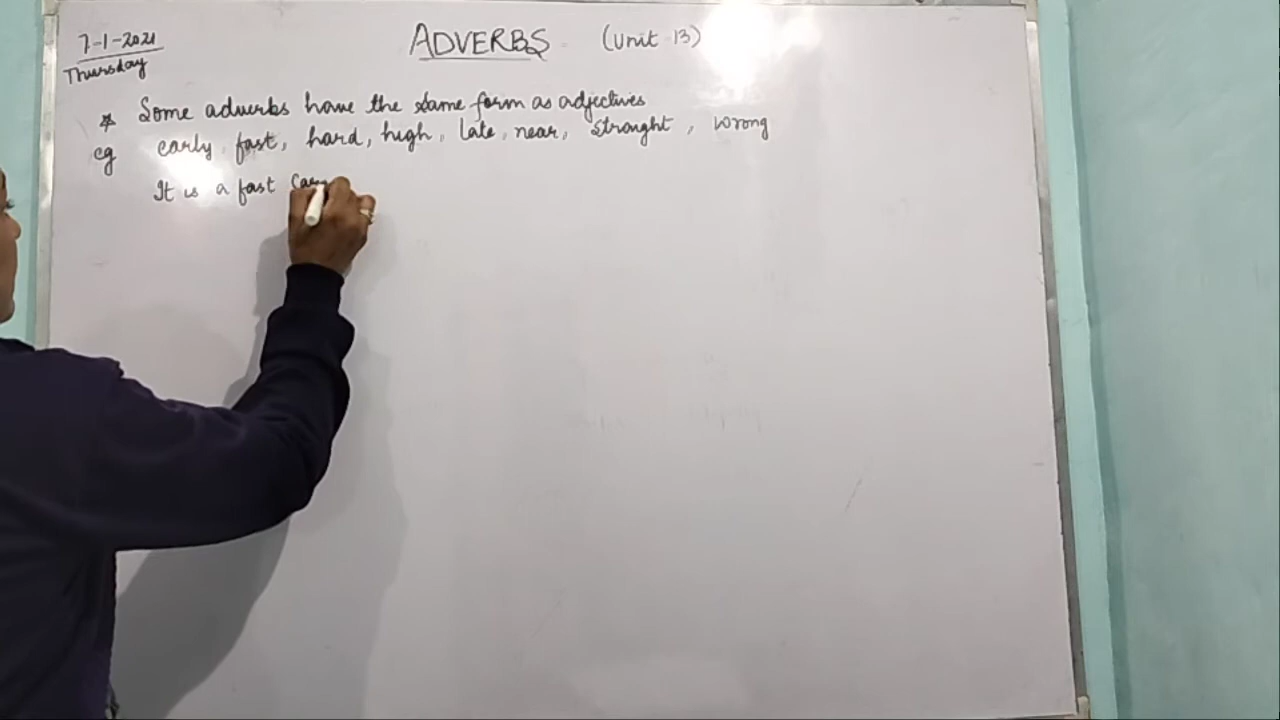 7-1-2021
Thursday
ADVERBS (Unit 13)
* Some adverbs have the same form as adjectives
eg early, fast, hard, high, late, near, straight, wrong
It is a fast car